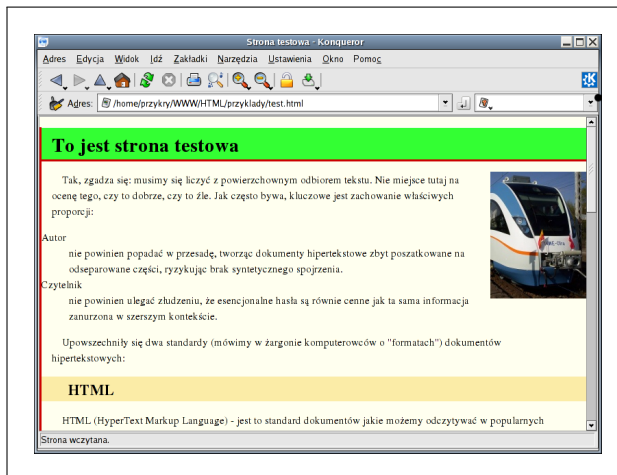 Strona testowa - Konqueror
Adres Edycja Widok Idź Zakładki Narzędzia Ustawienia Okno Pomoc
Adres: /home/przykry/WWW/HTML/przyklady/test.html
To jest strona testowa
Tak, zgadza się: musimy się liczyć z powierzchownym odbiorem tekstu. Nie miejsce tutaj na
ocenę tego, czy to dobrze, czy to źle. Jak często bywa, kluczowe jest zachowanie właściwych
proporcji:
Autor
nie powinien popadać w przesadę, tworząc dokumenty hipertekstowe zbyt poszatkowane na
odseparowane części, ryzykując brak syntetycznego spojrzenia.
Czytelnik
nie powinien ulegać złudzeniu, że esencjonalne hasła są równie cenne jak ta sama informacja
zanurzona w szerszym kontekście.
Upowszechniły się dwa standardy (mówimy w żargonie komputerowców o "formatach") dokumentów
hipertekstowych:
HTML
HTML (HyperText Markup Language) - jest to standard dokumentów jakie możemy odczytywać w popularnych
Strona wczytana.